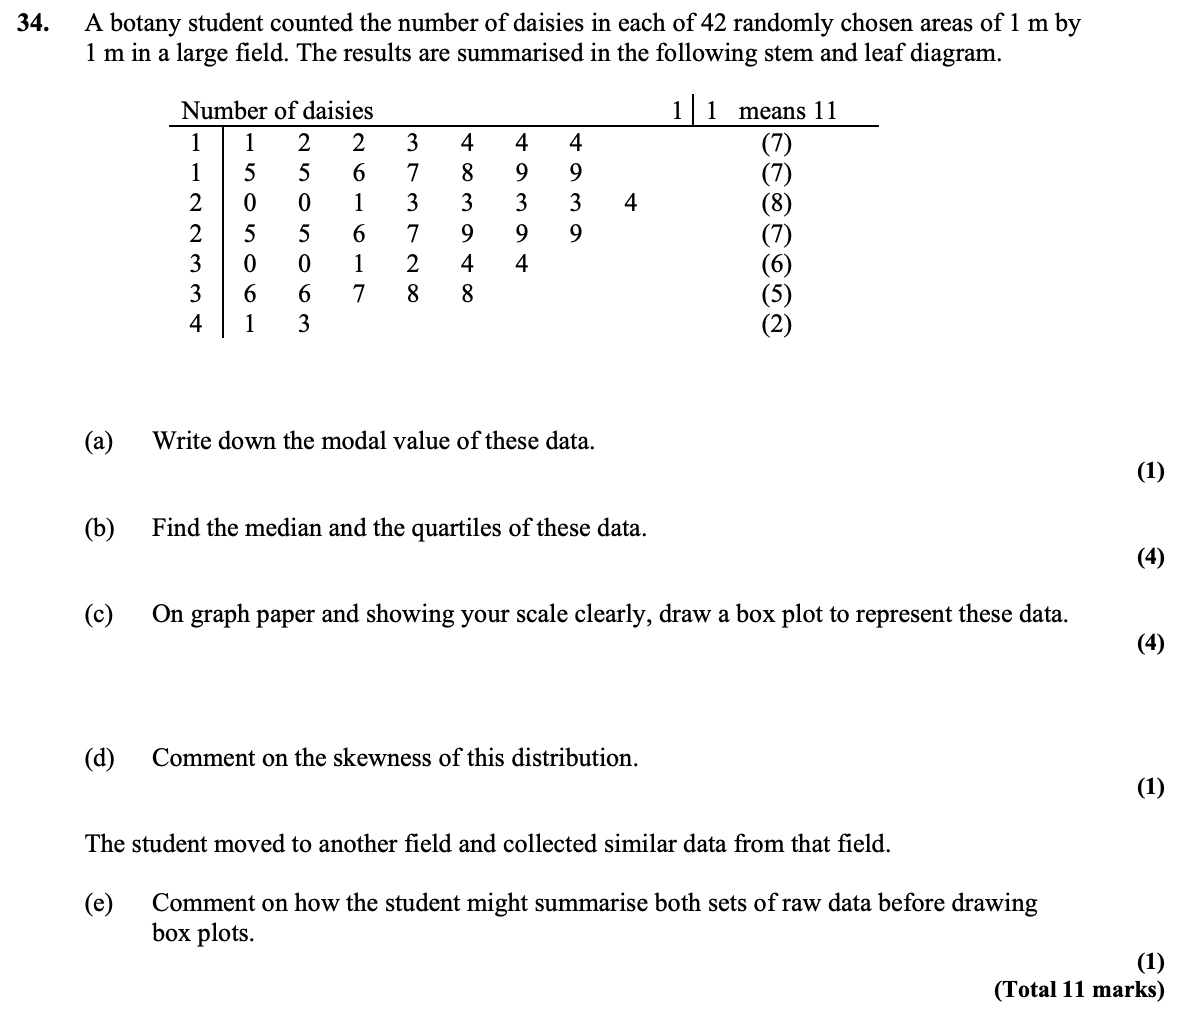 34. A botany student counted the number of daisies in each of 42 randomly chosen areas of 1 m by
1 m in a large field. The results are summarised in the following stem and leaf diagram.
Number of daisies 1 | 1 means 11
1 | 1 2 2 3 4 4 4 (7)
1 | 5 5 6 7 8 9 9 (7)
2 | 0 0 1 3 3 3 3 4 (8)
2 | 5 5 6 7 9 9 9 (7)
3 | 0 0 1 2 4 4 (6)
3 | 6 6 7 8 8 (5)
4 | 1 3 (2)
(a) Write down the modal value of these data.
(1)
(b) Find the median and the quartiles of these data.
(4)
(c) On graph paper and showing your scale clearly, draw a box plot to represent these data.
(4)
(d) Comment on the skewness of this distribution.
(1)
The student moved to another field and collected similar data from that field.
(e) Comment on how the student might summarise both sets of raw data before drawing
box plots.
(1)
(Total 11 marks)